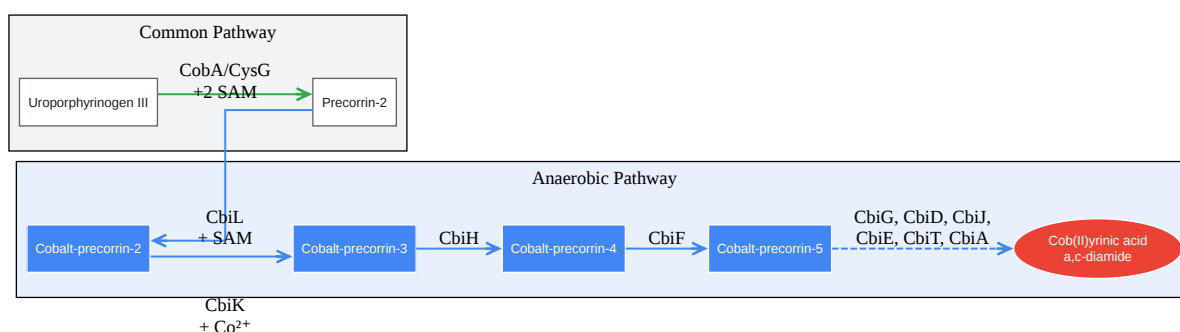 Common Pathway
CobA/CysG
+2 SAM
Uroporphyrinogen III
Precorrin-2
Anaerobic Pathway
CbiL
+ SAM
Cobalt-precorrin-2
Cobalt-precorrin-3
CbiH
Cobalt-precorrin-4
CbiF
Cobalt-precorrin-5
CbiG, CbiD, CbiJ,
CbiE, CbiT, CbiA
Cob(II)yrinic acid
a,c-diamide
CbiK
+ Co²⁺